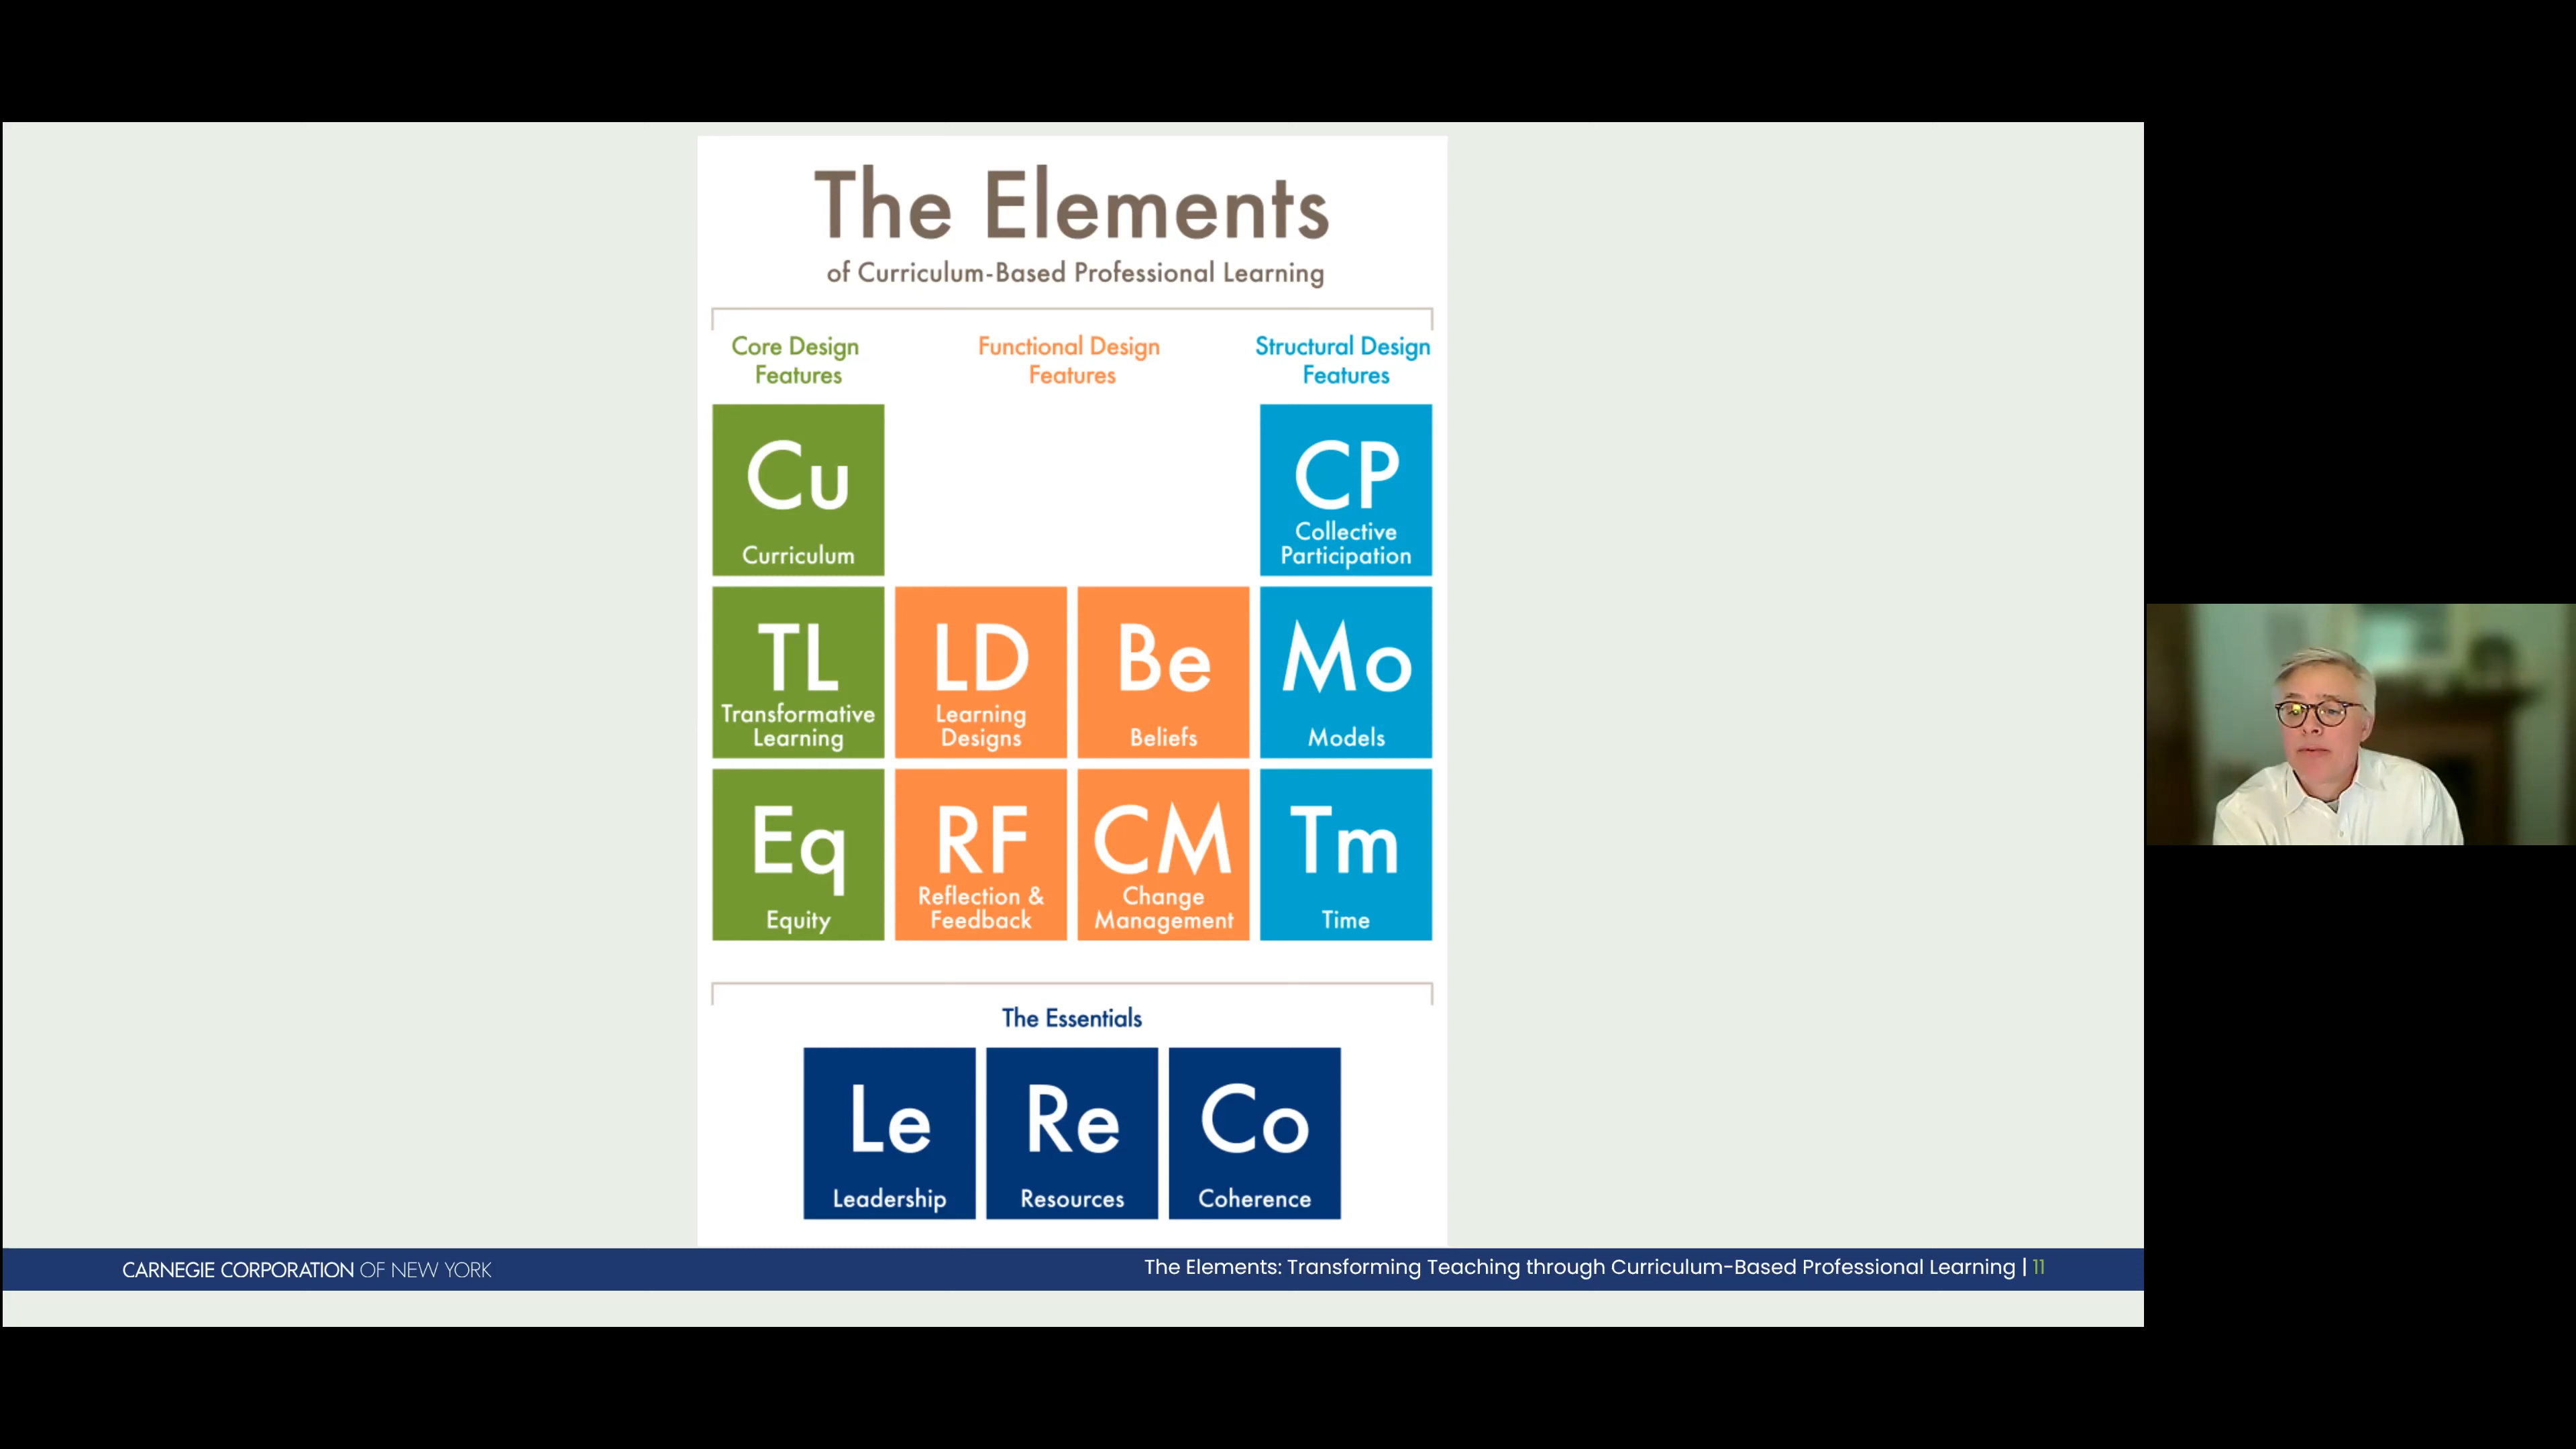 The Elements
of Curriculum-Based Professional Learning
Core Design
Features
Functional Design
Features
Structural Design
Features
Cu
Curriculum
CP
Collective
Participation
TL
Transformative
Learning
LD
Learning
Designs
Be
Beliefs
Mo
Models
Eq
Equity
RF
Reflection &
Feedback
CM
Change
Management
Tm
Time
The Essentials
Le
Leadership
Re
Resources
Co
Coherence
CARNEGIE CORPORATION OF NEW YORK
The Elements: Transforming Teaching through Curriculum-Based Professional Learning | 11